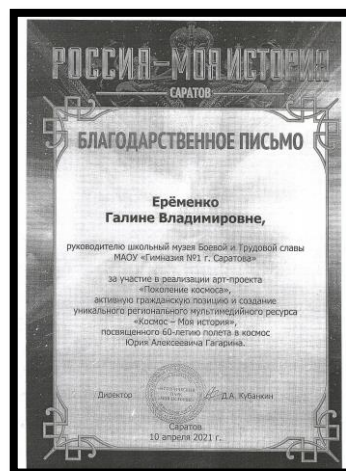 РОССИЯ – МОЯ ИСТОРИЯ
САРАТОВ
БЛАГОДАРСТВЕННОЕ ПИСЬМО
Ерёменко
Галине Владимировне,
руководителю школьный музея Боевой и Трудовой славы
МАОУ «Гимназия №1 г. Саратова»
за участие в реализации арт-проекта
«Поколение космоса»,
активную гражданскую позицию и создание
уникального регионального мультимедийного ресурса
«Космос – Моя история»,
посвященного 60-летию полета в космос
Юрия Алексеевича Гагарина.
Директор
Д.А. Кубанкин
Саратов
10 апреля 2021 г.